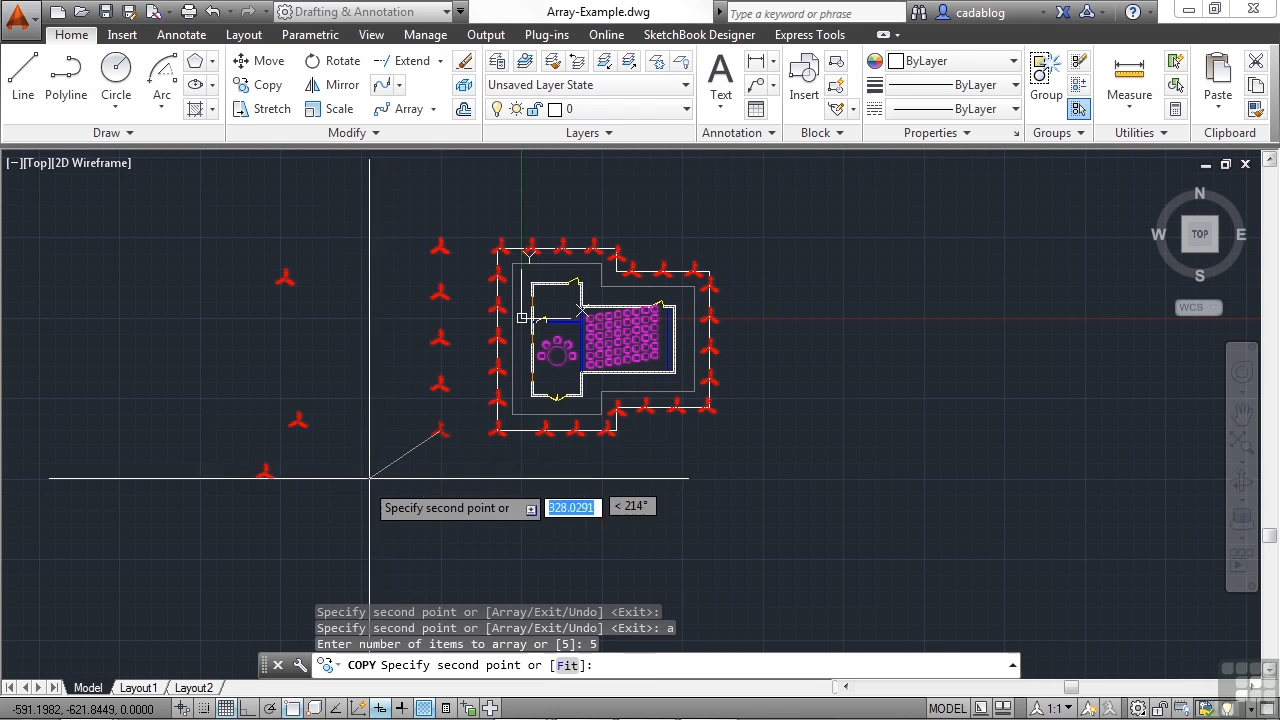 Drafting & Annotation
Array-Example.dwg
Type a keyword or phrase
cadablog
Home Insert Annotate Layout Parametric View Manage Output Plug-ins Online SketchBook Designer Express Tools
Line
Polyline
Circle
Arc
Move
Rotate
Extend
Copy
Mirror
Stretch
Scale
Array
Unsaved Layer State
0
Text
Insert
ByLayer
ByLayer
ByLayer
Group
Measure
Paste
Draw Modify Layers Annotation Block Properties Groups Utilities Clipboard
[−][Top][2D Wireframe]
N
W TOP E
S
WCS
Specify second point or 328.0291 < 214°
Specify second point or [Array/Exit/Undo] <Exit>:
Specify second point or [Array/Exit/Undo] <Exit>: a
Enter number of items to array or [5]: 5
COPY Specify second point or [Fit]:
Model Layout1 Layout2
-591.1982, -621.8449, 0.0000
MODEL
1:1